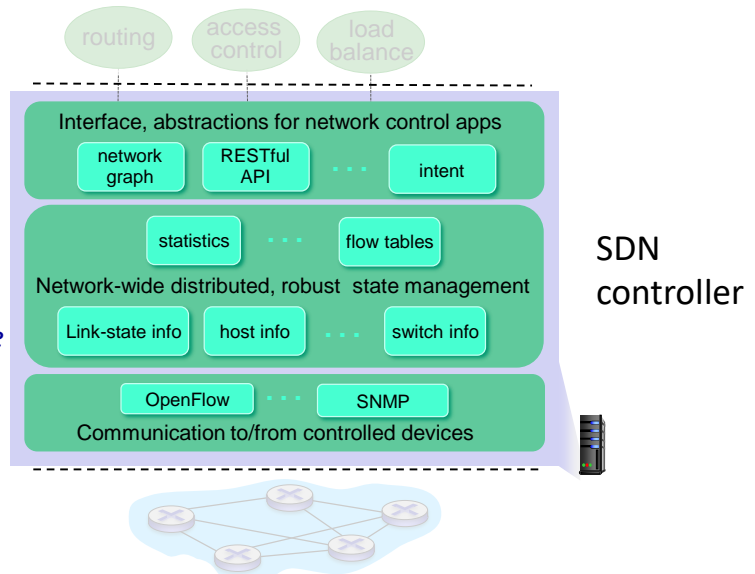 routing
access
control
load
balance
Interface, abstractions for network control apps
network
graph
RESTful
API
. . .
intent
statistics
. . .
flow tables
Network-wide distributed, robust state management
Link-state info
host info
. . .
switch info
OpenFlow
. . .
SNMP
Communication to/from controlled devices
SDN
controller